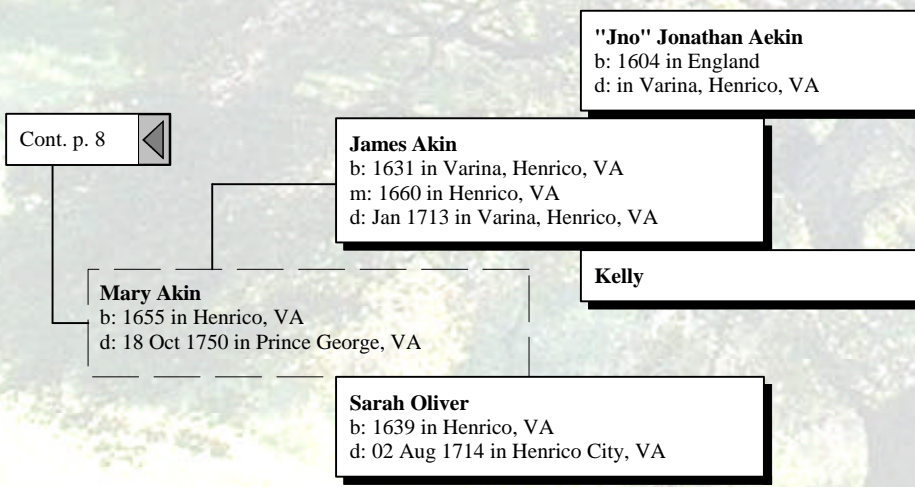 "Jno" Jonathan Aekin
b: 1604 in England
d: in Varina, Henrico, VA
Cont. p. 8
James Akin
b: 1631 in Varina, Henrico, VA
m: 1660 in Henrico, VA
d: Jan 1713 in Varina, Henrico, VA
Kelly
Mary Akin
b: 1655 in Henrico, VA
d: 18 Oct 1750 in Prince George, VA
Sarah Oliver
b: 1639 in Henrico, VA
d: 02 Aug 1714 in Henrico City, VA